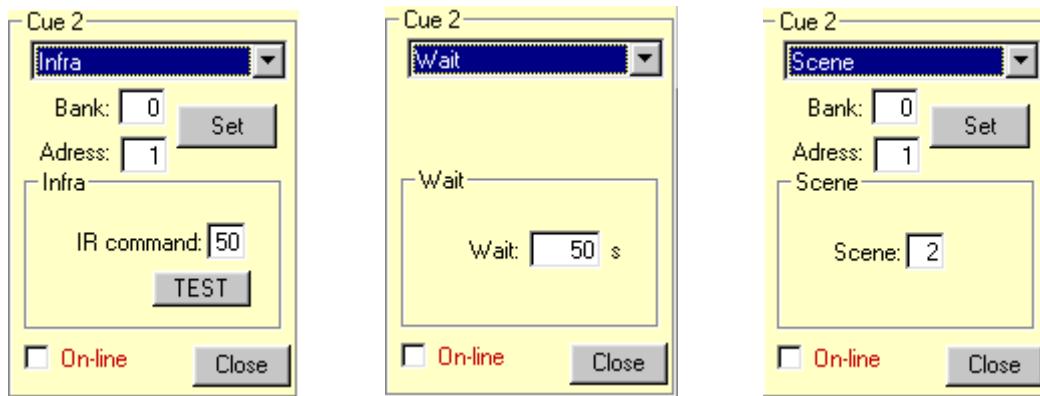 Cue 2
Infra
Bank: 0
Set
Adress: 1
Infra
IR command: 50
TEST
On-line
Close
Cue 2
Wait
Wait
Wait: 50 s
On-line
Close
Cue 2
Scene
Bank: 0
Set
Adress: 1
Scene
Scene: 2
On-line
Close